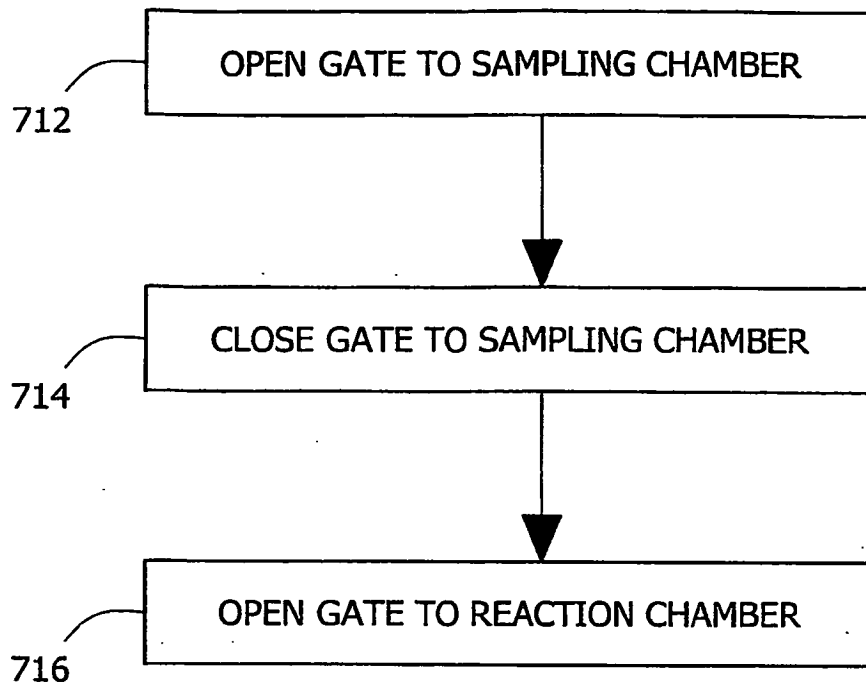 OPEN GATE TO SAMPLING CHAMBER
712
CLOSE GATE TO SAMPLING CHAMBER
714
OPEN GATE TO REACTION CHAMBER
716